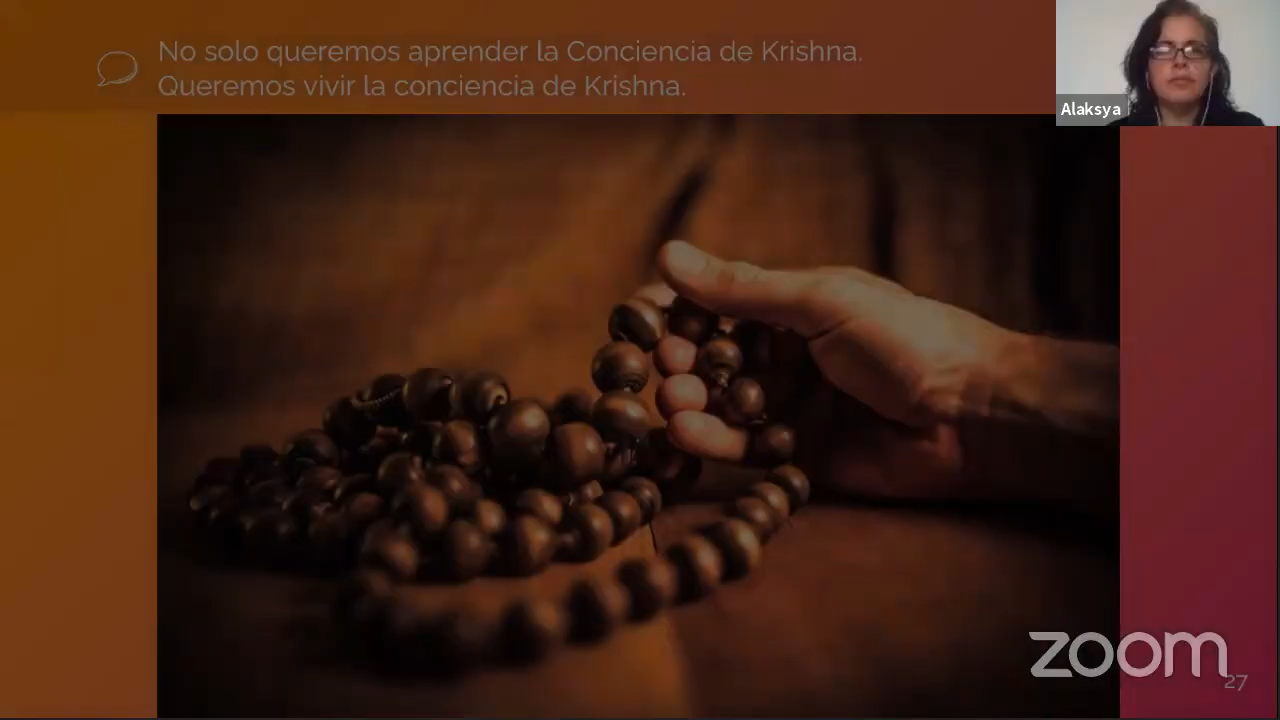 No solo queremos aprender la Conciencia de Krishna.
Queremos vivir la conciencia de Krishna.
Alaksya
zoom
27